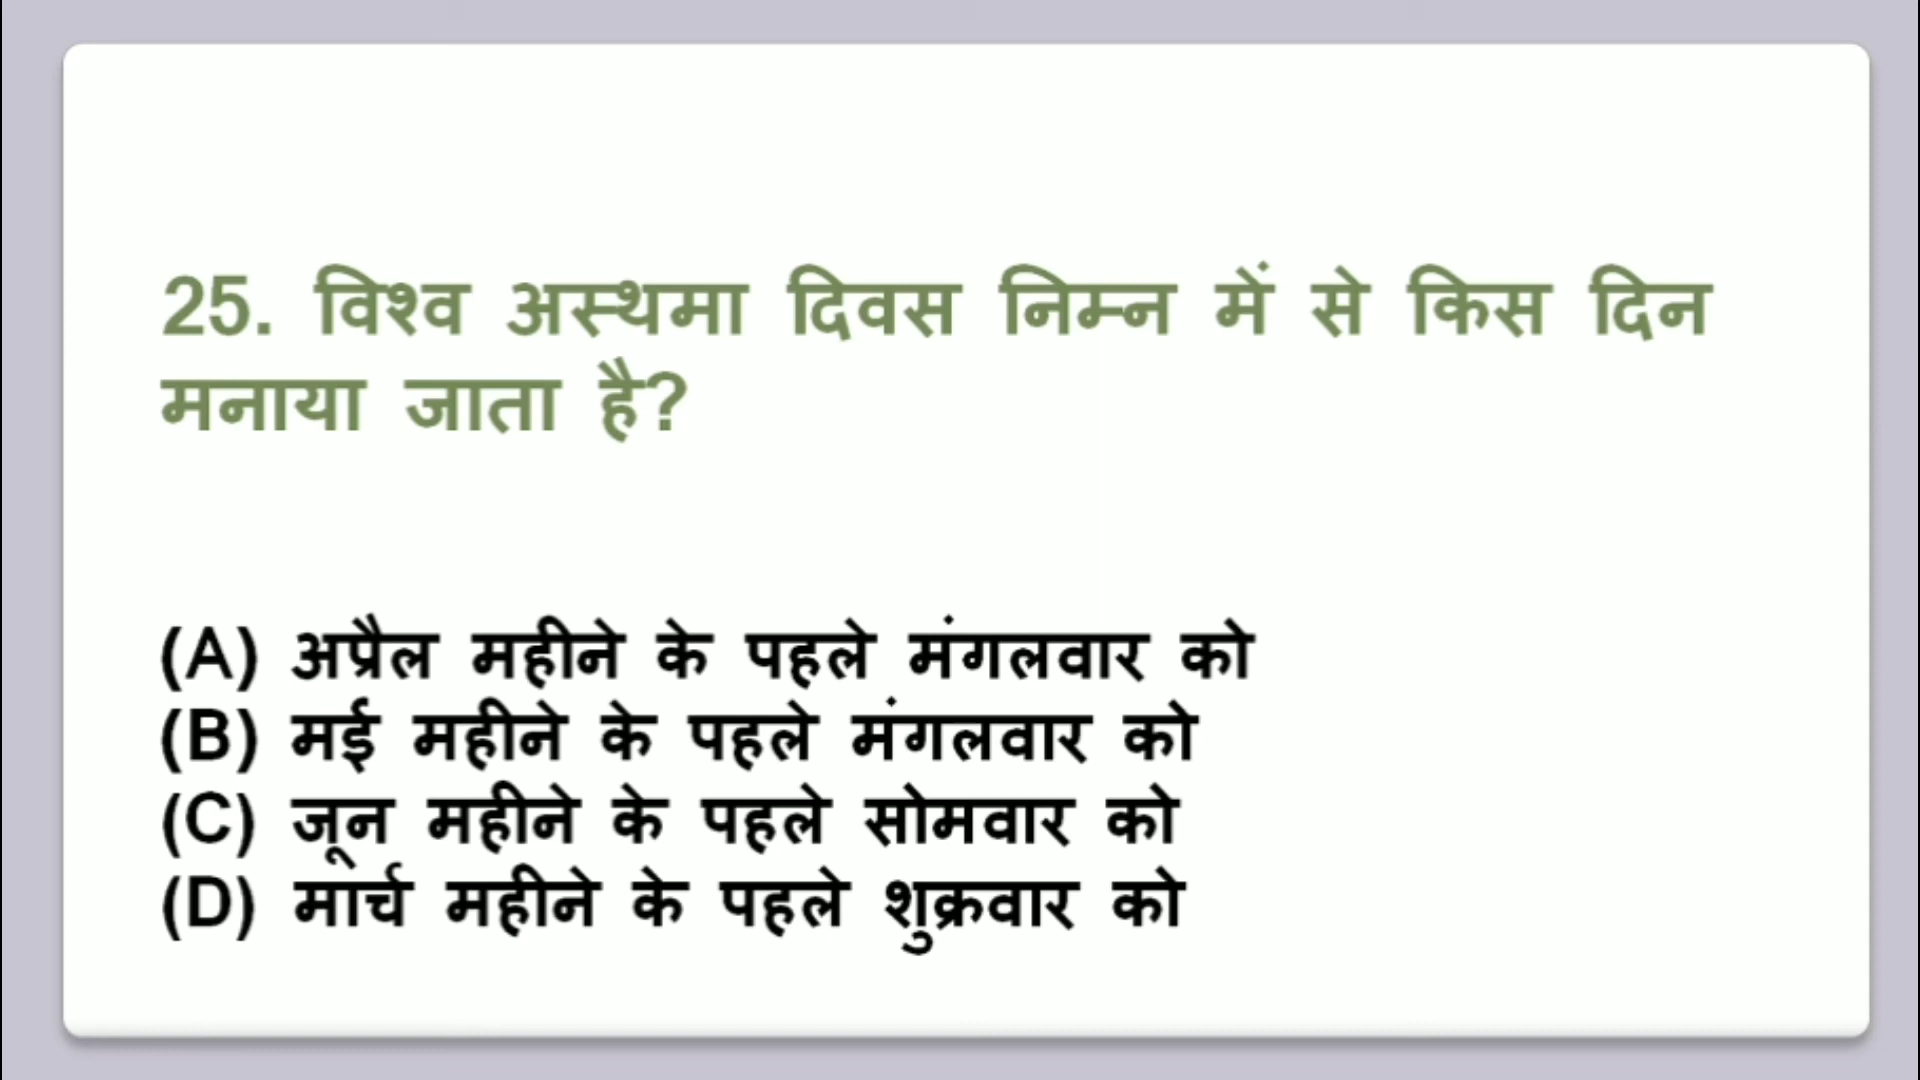 25. विश्व अस्थमा दिवस निम्न में से किस दिन
मनाया जाता है?
(A) अप्रैल महीने के पहले मंगलवार को
(B) मई महीने के पहले मंगलवार को
(C) जून महीने के पहले सोमवार को
(D) मार्च महीने के पहले शुक्रवार को